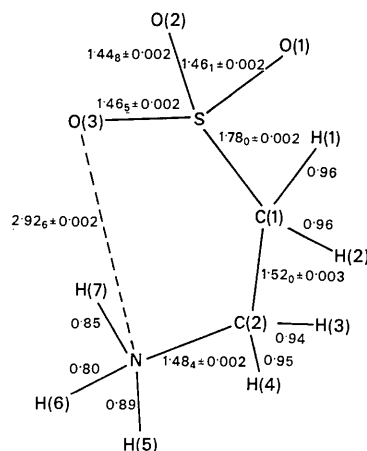 O(2)
O(1)
1·44₈ ± 0·002
1·46₁ ± 0·002
1·46₅ ± 0·002
O(3)
S
1·78₀ ± 0·002
H(1)
0·96
C(1)
0·96
2·92₆ ± 0·002
H(2)
1·52₀ ± 0·003
H(7)
C(2)
H(3)
0·94
0·85
0·95
N
1·48₄ ± 0·002
0·80
H(4)
H(6)
0·89
H(5)